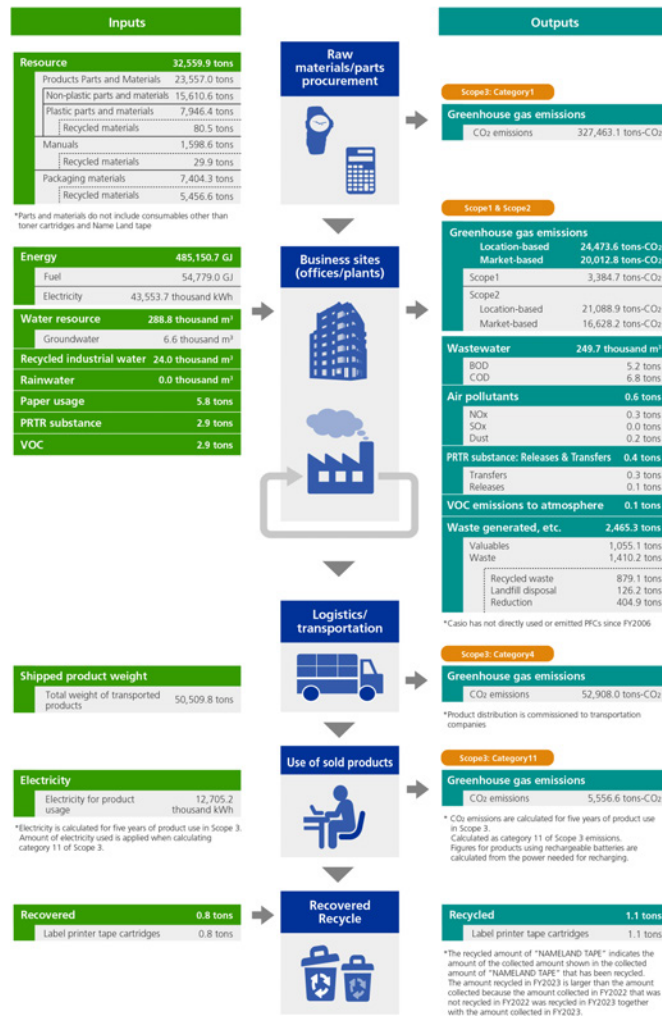 Inputs
Resource 32,559.9 tons
Products Parts and Materials 23,557.0 tons
Non-plastic parts and materials 15,610.6 tons
Plastic parts and materials 7,946.4 tons
Recycled materials 80.5 tons
Manuals 1,598.6 tons
Recycled materials 29.9 tons
Packaging materials 7,404.3 tons
Recycled materials 5,456.6 tons
*Parts and materials do not include consumables other than
toner cartridges and Name Land tape
Energy 485,150.7 GJ
Fuel 54,779.0 GJ
Electricity 43,553.7 thousand kWh
Water resource 288.8 thousand m³
Groundwater 6.6 thousand m³
Recycled industrial water 24.0 thousand m³
Rainwater 0.0 thousand m³
Paper usage 5.8 tons
PRTR substance 2.9 tons
VOC 2.9 tons
Shipped product weight
Total weight of transported
products 50,509.8 tons
Electricity
Electricity for product
usage 12,705.2
thousand kWh
*Electricity is calculated for five years of product use in Scope 3.
Amount of electricity used is applied when calculating
category 11 of Scope 3.
Recovered 0.8 tons
Label printer tape cartridges 0.8 tons
Raw
materials/parts
procurement
Business sites
(offices/plants)
Logistics/
transportation
Use of sold products
Recovered
Recycle
Outputs
Scope3: Category1
Greenhouse gas emissions
CO₂ emissions 327,463.1 tons-CO₂
Scope1 & Scope2
Greenhouse gas emissions
Location-based 24,473.6 tons-CO₂
Market-based 20,012.8 tons-CO₂
Scope1 3,384.7 tons-CO₂
Scope2
Location-based 21,088.9 tons-CO₂
Market-based 16,628.2 tons-CO₂
Wastewater 249.7 thousand m³
BOD 5.2 tons
COD 6.8 tons
Air pollutants 0.6 tons
NOx 0.3 tons
SOx 0.0 tons
Dust 0.2 tons
PRTR substance: Releases & Transfers 0.4 tons
Transfers 0.3 tons
Releases 0.1 tons
VOC emissions to atmosphere 0.1 tons
Waste generated, etc. 2,465.3 tons
Valuables 1,055.1 tons
Waste 1,410.2 tons
Recycled waste 879.1 tons
Landfill disposal 126.2 tons
Reduction 404.9 tons
*Casio has not directly used or emitted PFCs since FY2006
Scope3: Category4
Greenhouse gas emissions
CO₂ emissions 52,908.0 tons-CO₂
*Product distribution is commissioned to transportation
companies
Scope3: Category11
Greenhouse gas emissions
CO₂ emissions 5,556.6 tons-CO₂
* CO₂ emissions are calculated for five years of product use
in Scope 3.
Calculated as category 11 of Scope 3 emissions.
Figures for products using rechargeable batteries are
calculated from the power needed for recharging.
Recycled 1.1 tons
Label printer tape cartridges 1.1 tons
*The recycled amount of "NAMELAND TAPE" indicates the
amount of the collected amount shown in the collected
amount of "NAMELAND TAPE" that has been recycled.
The amount recycled in FY2023 is larger than the amount
collected because the amount collected in FY2022 that was
not recycled in FY2022 was recycled in FY2023 together
with the amount collected in FY2023.